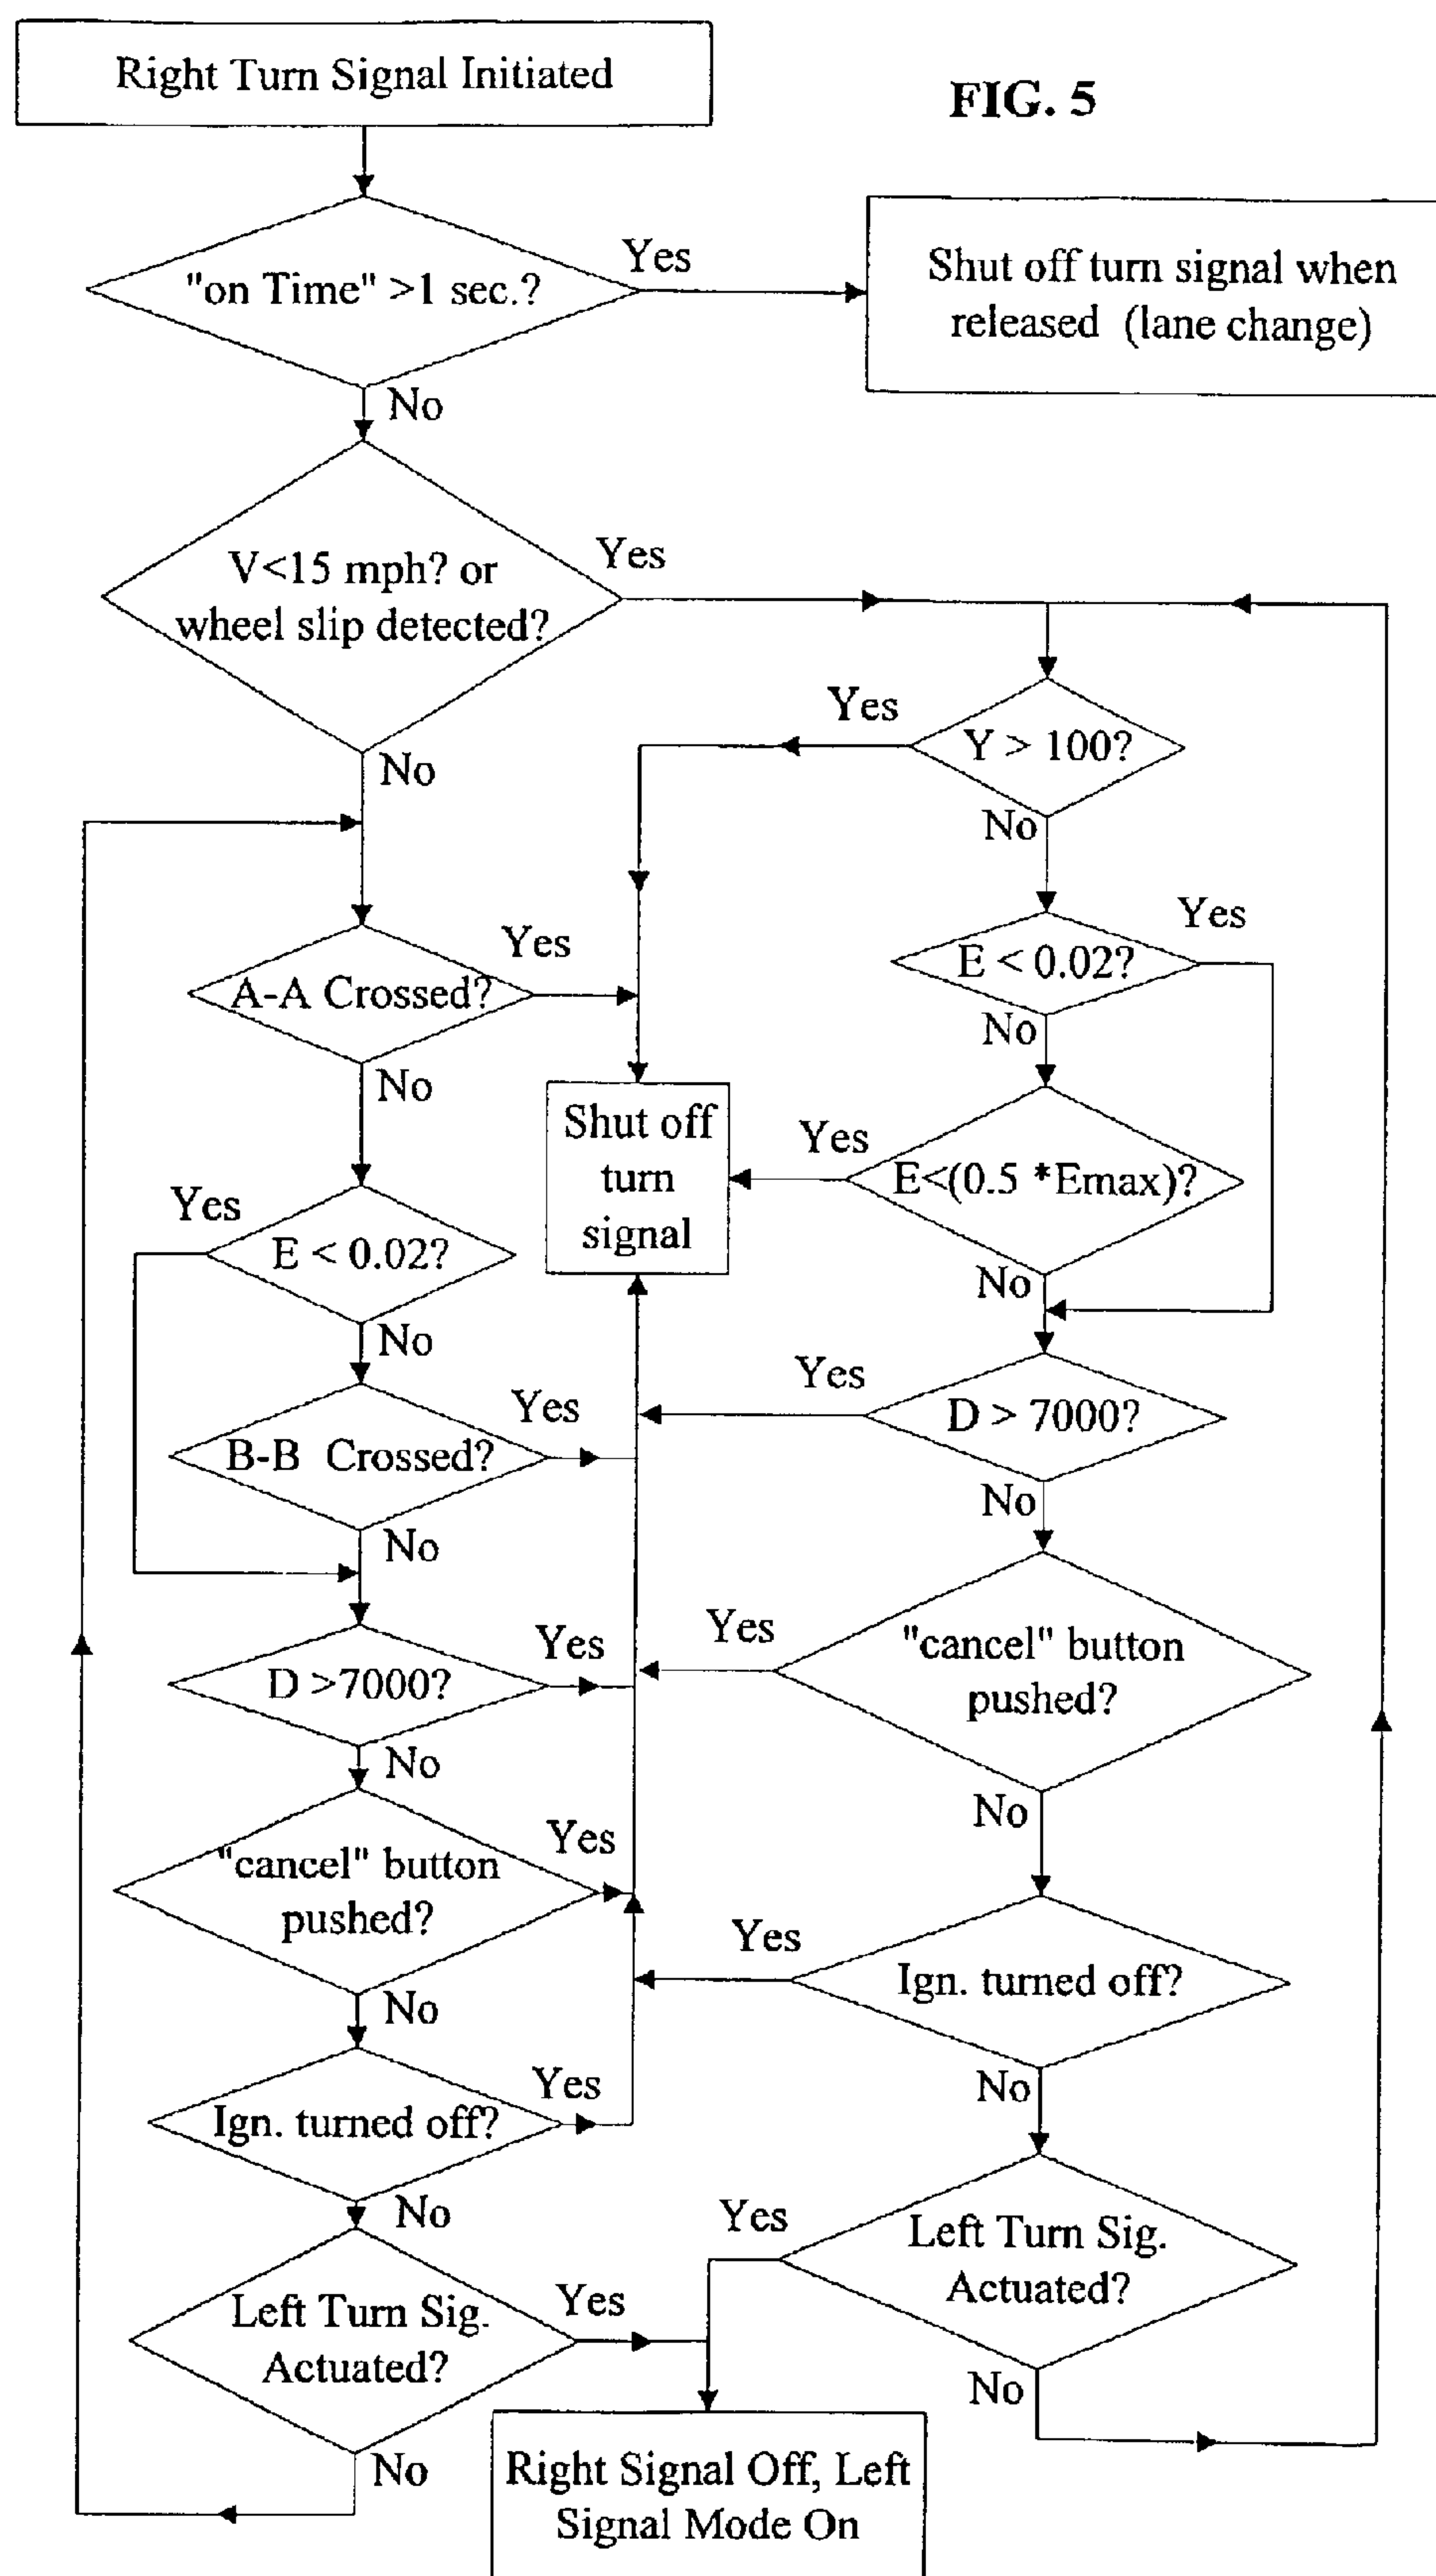 Right Turn Signal Initiated
FIG. 5
"on Time" >1 sec.?
Yes
Shut off turn signal when
released (lane change)
No
V<15 mph? or
wheel slip detected?
Yes
No
Yes
Y > 100?
No
A-A Crossed?
Yes
No
E < 0.02?
Yes
No
Shut off
turn
signal
Yes
E<(0.5 *Emax)?
No
Yes
E < 0.02?
No
B-B Crossed?
Yes
No
Yes
D > 7000?
No
D >7000?
Yes
No
Yes
"cancel" button
pushed?
No
"cancel" button
pushed?
Yes
No
Yes
Ign. turned off?
No
Ign. turned off?
Yes
No
Yes
Left Turn Sig.
Actuated?
No
Left Turn Sig.
Actuated?
Yes
No
Right Signal Off, Left
Signal Mode On